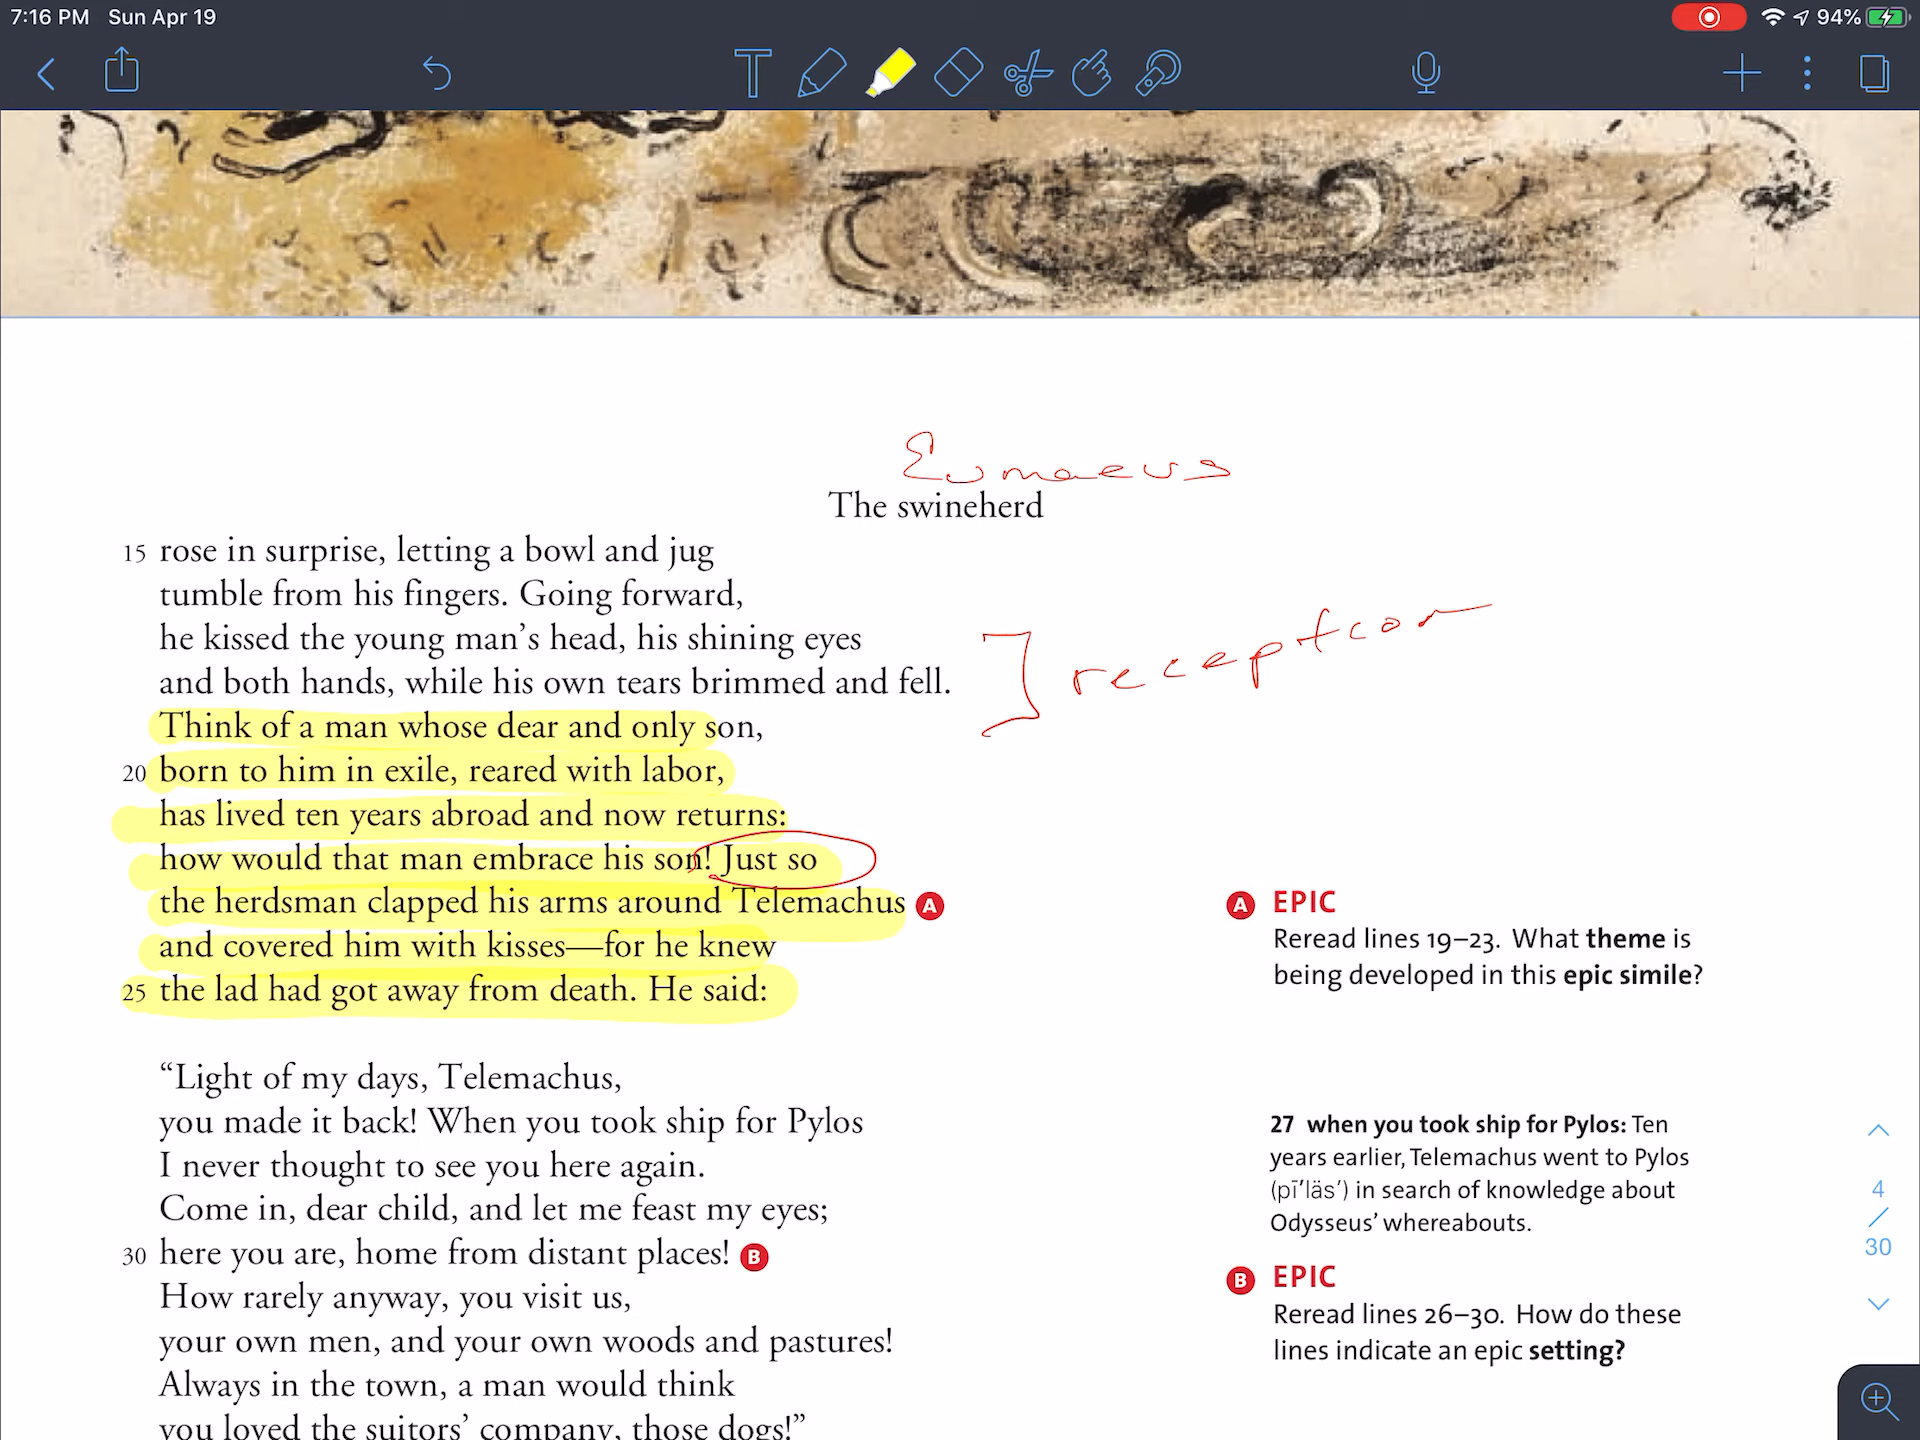 7:16 PM Sun Apr 19
94%
T
Eumaeus
The swineherd
15 rose in surprise, letting a bowl and jug
tumble from his fingers. Going forward,
he kissed the young man’s head, his shining eyes
and both hands, while his own tears brimmed and fell.
reception
Think of a man whose dear and only son,
20 born to him in exile, reared with labor,
has lived ten years abroad and now returns:
how would that man embrace his son! Just so
the herdsman clapped his arms around Telemachus A
and covered him with kisses—for he knew
25 the lad had got away from death. He said:
“Light of my days, Telemachus,
you made it back! When you took ship for Pylos
I never thought to see you here again.
Come in, dear child, and let me feast my eyes;
30 here you are, home from distant places! B
How rarely anyway, you visit us,
your own men, and your own woods and pastures!
Always in the town, a man would think
you loved the suitors’ company, those dogs!”
A EPIC
Reread lines 19–23. What theme is
being developed in this epic simile?
27 when you took ship for Pylos: Ten
years earlier, Telemachus went to Pylos
(pī′läs′) in search of knowledge about
Odysseus’ whereabouts.
B EPIC
Reread lines 26–30. How do these
lines indicate an epic setting?
4
/
30